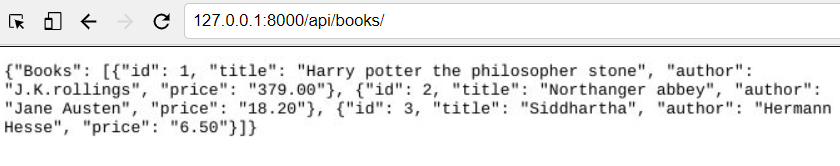 127.0.0.1:8000/api/books/
{"Books": [{"id": 1, "title": "Harry potter the philosopher stone", "author":
"J.K.rollings", "price": "379.00"}, {"id": 2, "title": "Northanger abbey", "author":
"Jane Austen", "price": "18.20"}, {"id": 3, "title": "Siddhartha", "author": "Hermann
Hesse", "price": "6.50"}]}